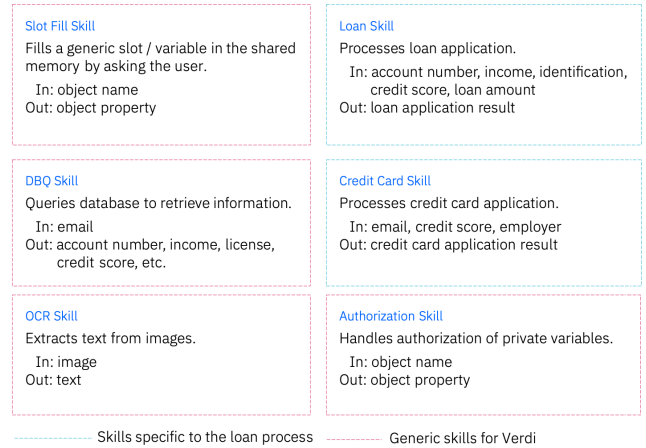 Slot Fill Skill
Fills a generic slot / variable in the shared
memory by asking the user.
In: object name
Out: object property
Loan Skill
Processes loan application.
In: account number, income, identification,
credit score, loan amount
Out: loan application result
DBQ Skill
Queries database to retrieve information.
In: email
Out: account number, income, license,
credit score, etc.
Credit Card Skill
Processes credit card application.
In: email, credit score, employer
Out: credit card application result
OCR Skill
Extracts text from images.
In: image
Out: text
Authorization Skill
Handles authorization of private variables.
In: object name
Out: object property
Skills specific to the loan process
Generic skills for Verdi